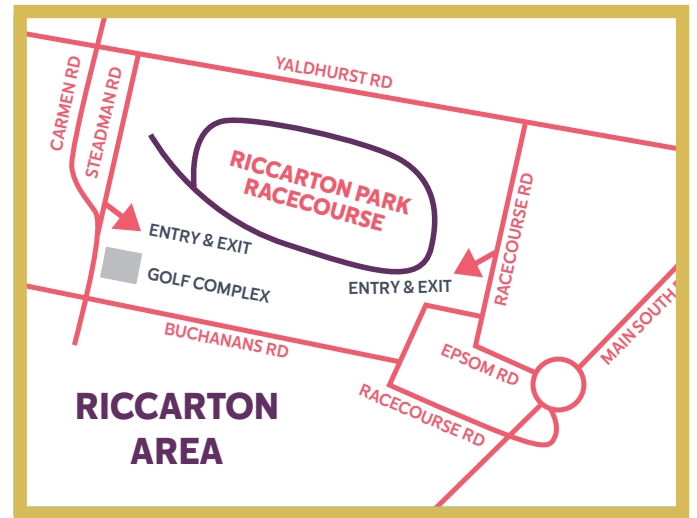 YALDHURST RD
CARMEN RD
STEADMAN RD
RICCARTON PARK
RACECOURSE
RACECOURSE RD
ENTRY & EXIT
GOLF COMPLEX
ENTRY & EXIT
BUCHANANS RD
EPSOM RD
MAIN SOUTH
RACECOURSE RD
RICCARTON
AREA